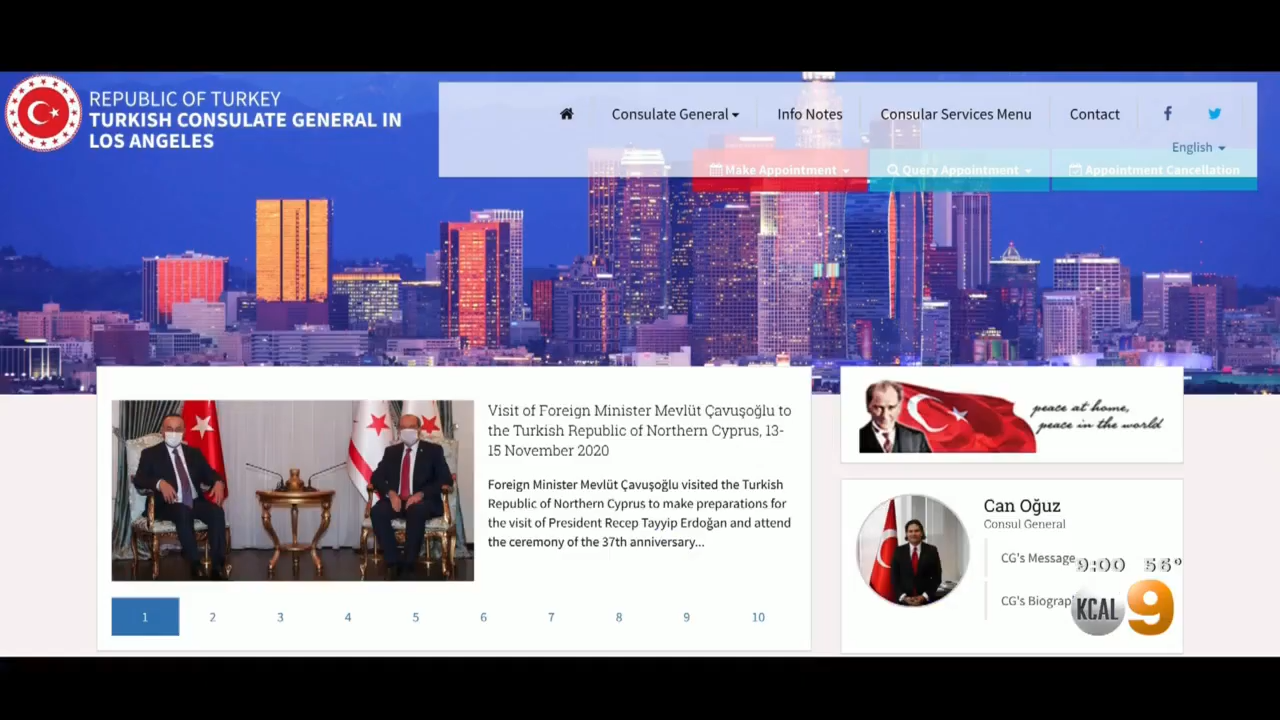 REPUBLIC OF TURKEY
TURKISH CONSULATE GENERAL IN
LOS ANGELES
Consulate General
Info Notes
Consular Services Menu
Contact
English
Make Appointment
Query Appointment
Appointment Cancellation
Visit of Foreign Minister Mevlüt Çavuşoğlu to
the Turkish Republic of Northern Cyprus, 13-
15 November 2020
Foreign Minister Mevlüt Çavuşoğlu visited the Turkish
Republic of Northern Cyprus to make preparations for
the visit of President Recep Tayyip Erdoğan and attend
the ceremony of the 37th anniversary...
1 2 3 4 5 6 7 8 9 10
peace at home,
peace in the world
Can Oğuz
Consul General
CG's Message
CG's Biograp
9:00 56°
KCAL 9